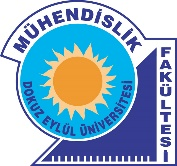 MÜHENDİSLİK
FAKÜLTESİ
DOKUZ EYLÜL ÜNİVERSİTESİ